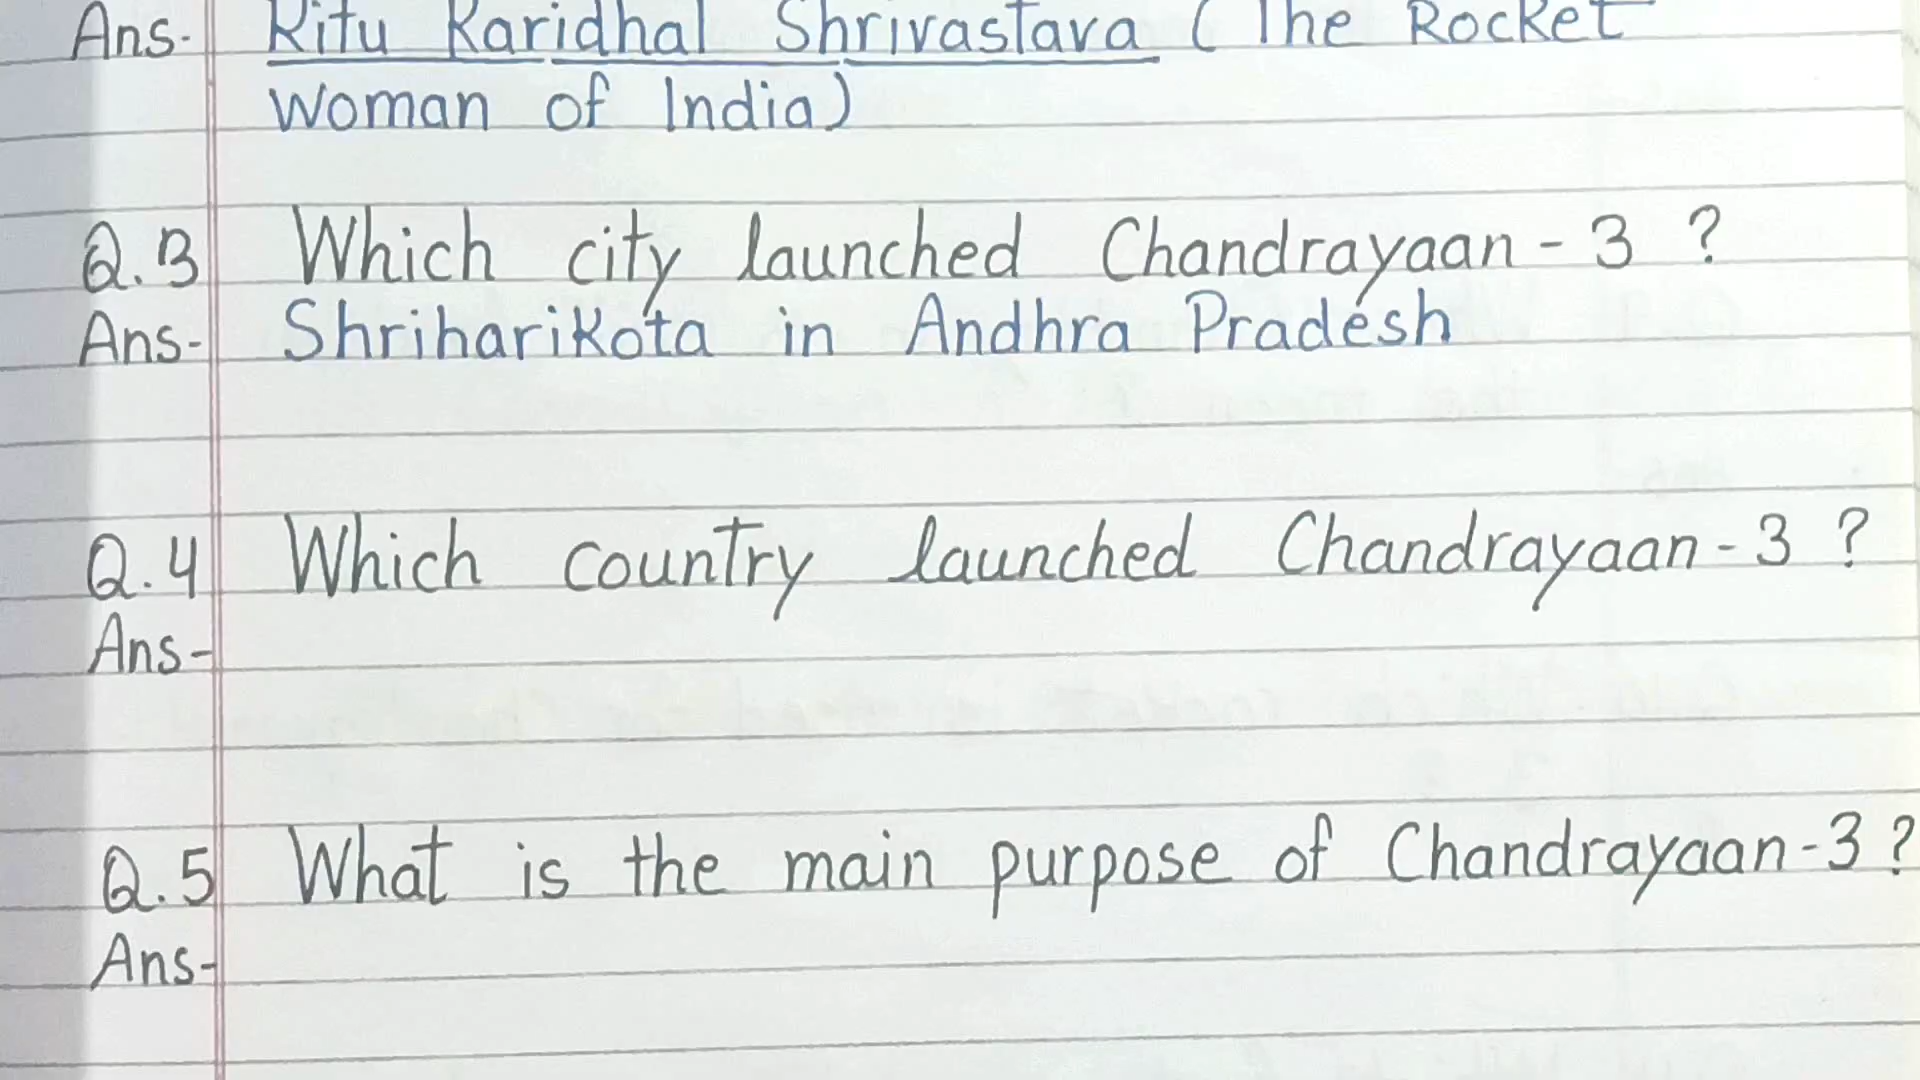 Ans. Ritu Karidhal Shrivastava ( The Rocket
Woman of India)
Q.3 Which city launched Chandrayaan-3 ?
Ans- Shriharikota in Andhra Pradesh
Q.4 Which country launched Chandrayaan-3 ?
Ans-
Q.5 What is the main purpose of Chandrayaan-3?
Ans-